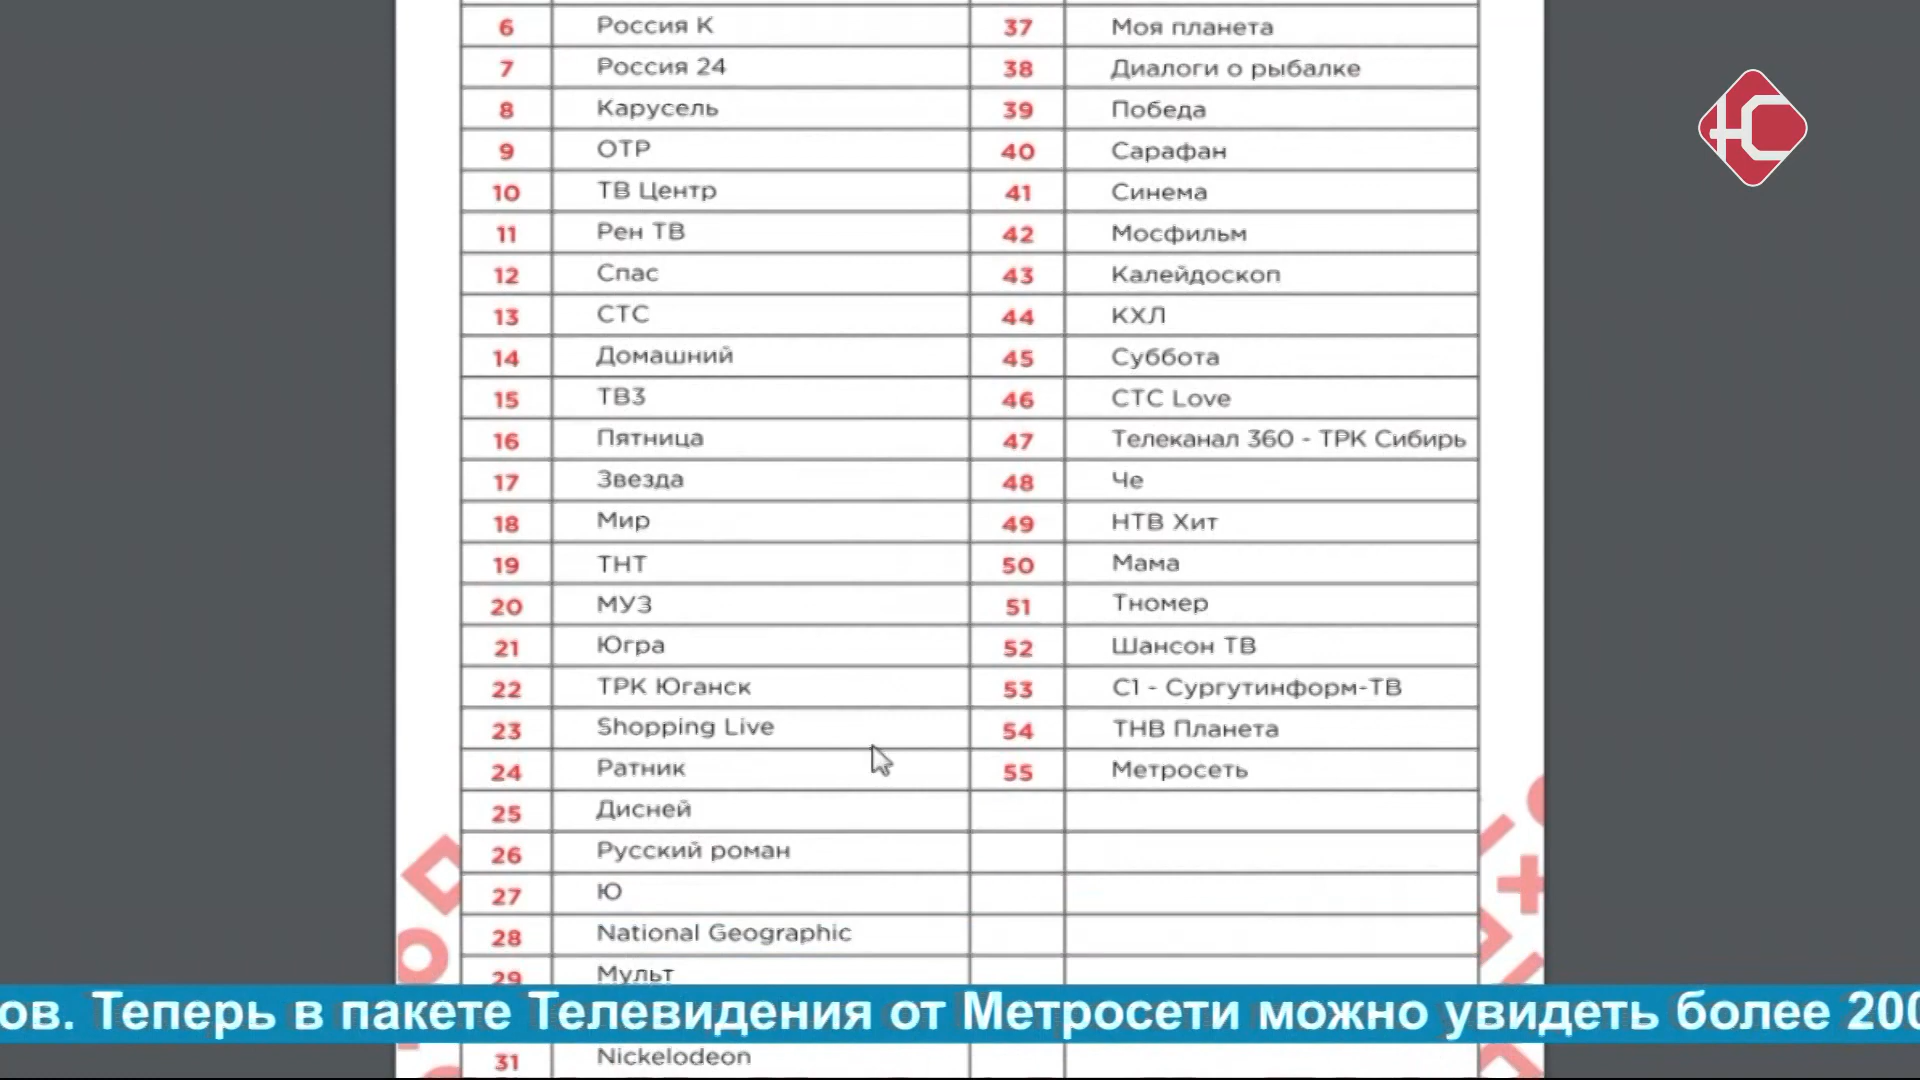 6 Россия К 37 Моя планета
7 Россия 24 38 Диалоги о рыбалке
8 Карусель 39 Победа
9 ОТР 40 Сарафан
10 ТВ Центр 41 Синема
11 Рен ТВ 42 Мосфильм
12 Спас 43 Калейдоскоп
13 СТС 44 КХЛ
14 Домашний 45 Суббота
15 ТВ3 46 СТС Love
16 Пятница 47 Телеканал 360 - ТРК Сибирь
17 Звезда 48 Че
18 Мир 49 НТВ Хит
19 ТНТ 50 Мама
20 МУЗ 51 Тномер
21 Югра 52 Шансон ТВ
22 ТРК Юганск 53 С1 - Сургутинформ-ТВ
23 Shopping Live 54 ТНВ Планета
24 Ратник 55 Метросеть
25 Дисней
26 Русский роман
27 Ю
28 National Geographic
29 Мульт
ов. Теперь в пакете Телевидения от Метросети можно увидеть более 200
31 Nickelodeon